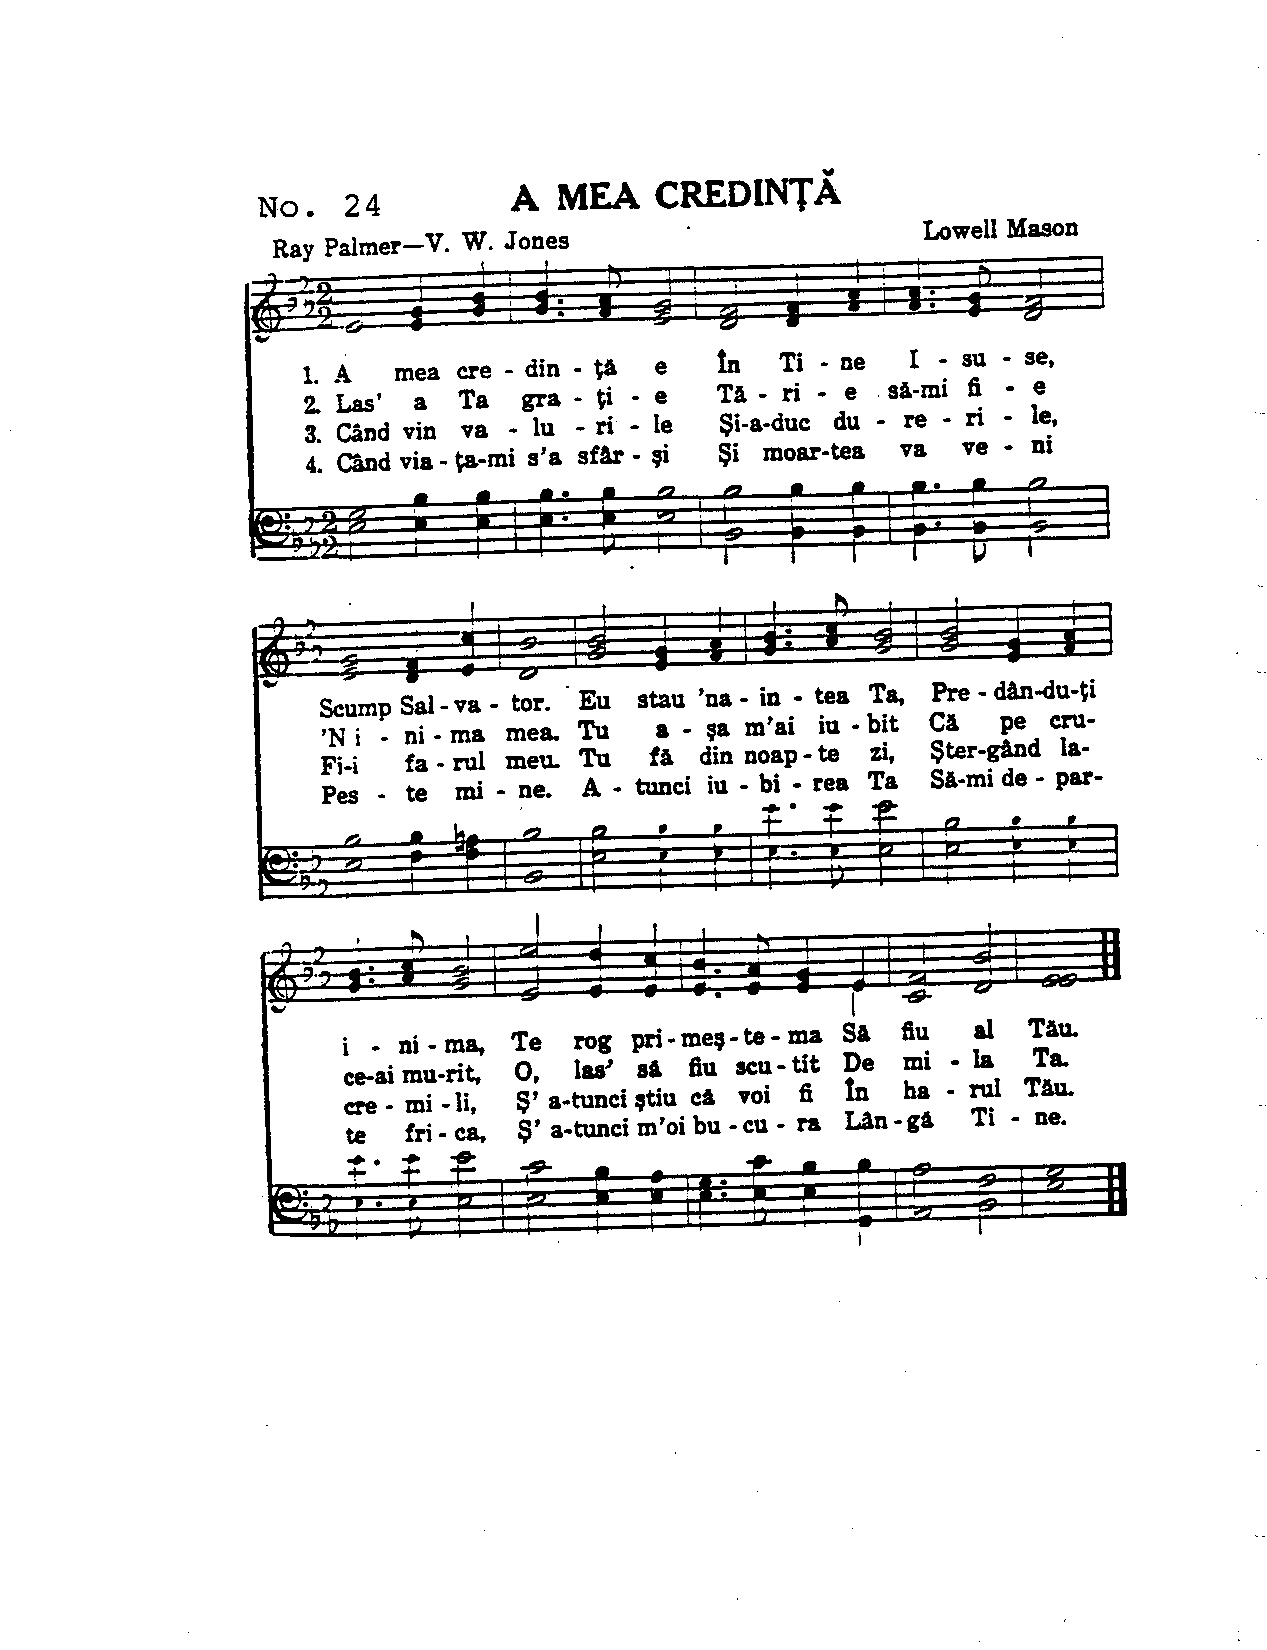 No. 24
A MEA CREDINȚĂ
Ray Palmer—V. W. Jones
Lowell Mason
1. A mea cre - din - ță e În Ti - ne I - su - se,
2. Las' a Ta gra - ți - e Tă - ri - e să-mi fi - e
3. Când vin va - lu - ri - le Și-a-duc du - re - ri - le,
4. Când via - ța-mi s'a sfâr - și Și moar-tea va ve - ni
Scump Sal - va - tor. Eu stau 'na - in - tea Ta, Pre - dân-du-ți
'N i - ni - ma mea. Tu a - șa m'ai iu - bit Că pe cru-
Fi-i fa - rul meu. Tu fă din noap - te zi, Șter-gând la-
Pes - te mi - ne. A - tunci iu - bi - rea Ta Să-mi de - par-
i - ni - ma, Te rog pri - meș - te - ma Să fiu al Tău.
ce-ai mu-rit, O, las' să fiu scu - tit De mi - la Ta.
cre - mi - li, Ș' a-tunci știu că voi fi În ha - rul Tău.
te fri - ca, Ș' a-tunci m'oi bu - cu - ra Lân - gă Ti - ne.